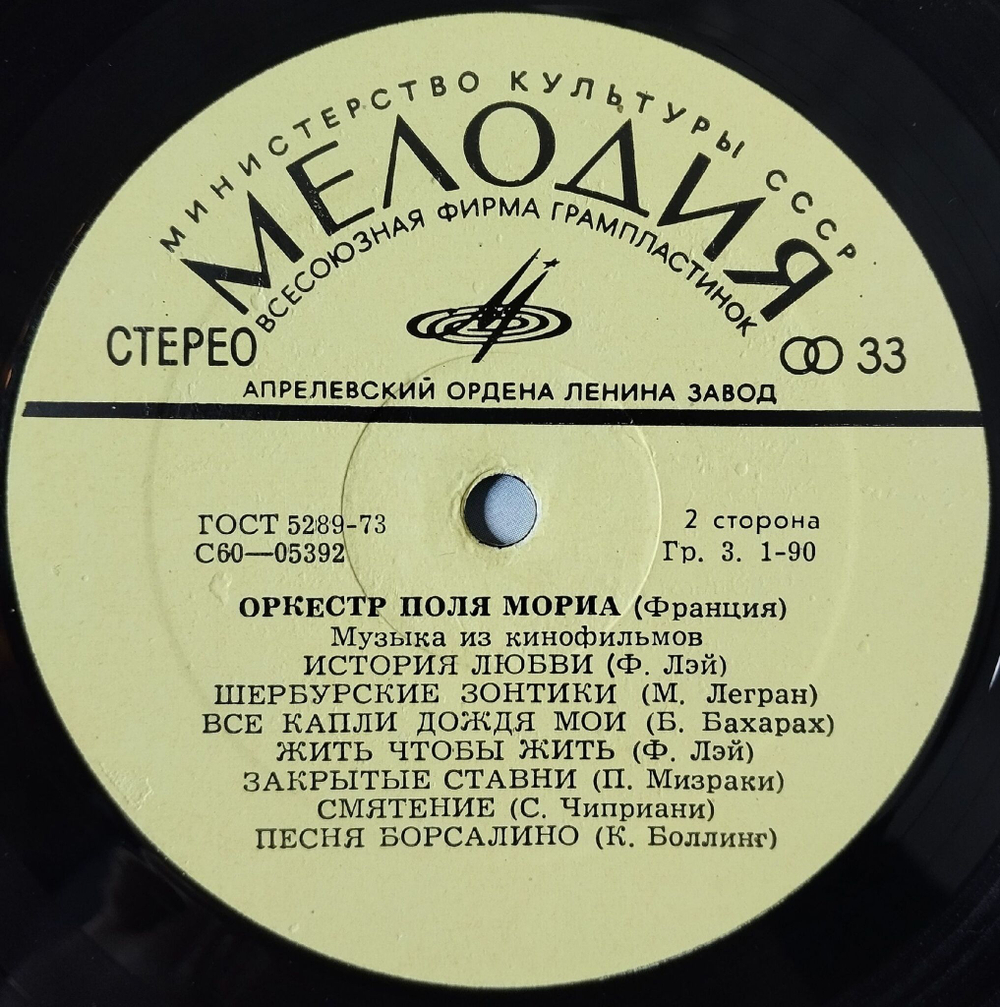 МИНИСТЕРСТВО КУЛЬТУРЫ СССР
МЕЛОДИЯ
ВСЕСОЮЗНАЯ ФИРМА ГРАМПЛАСТИНОК
СТЕРЕО
33
АПРЕЛЕВСКИЙ ОРДЕНА ЛЕНИНА ЗАВОД
ГОСТ 5289-73
2 сторона
С60—05392
Гр. 3. 1-90
ОРКЕСТР ПОЛЯ МОРИА (Франция)
Музыка из кинофильмов
ИСТОРИЯ ЛЮБВИ (Ф. Лэй)
ШЕРБУРСКИЕ ЗОНТИКИ (М. Легран)
ВСЕ КАПЛИ ДОЖДЯ МОИ (Б. Бахарах)
ЖИТЬ ЧТОБЫ ЖИТЬ (Ф. Лэй)
ЗАКРЫТЫЕ СТАВНИ (П. Мизраки)
СМЯТЕНИЕ (С. Чиприани)
ПЕСНЯ БОРСАЛИНО (К. Боллинг)